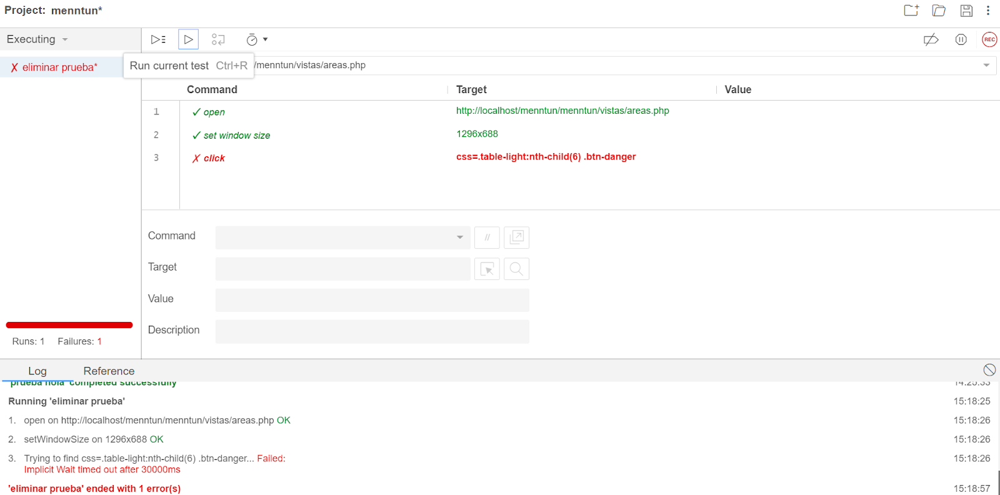 Project: menntun*
Executing
REC
✗ eliminar prueba*
Run current test Ctrl+R
/menntun/vistas/areas.php
Command Target Value
1 ✓ open http://localhost/menntun/menntun/vistas/areas.php
2 ✓ set window size 1296x688
3 ✗ click css=.table-light:nth-child(6) .btn-danger
Command
//
Target
Value
Description
Runs: 1 Failures: 1
Log Reference
'prueba hola' completed successfully 14:25:33
Running 'eliminar prueba' 15:18:25
1. open on http://localhost/menntun/menntun/vistas/areas.php OK 15:18:26
2. setWindowSize on 1296x688 OK 15:18:26
3. Trying to find css=.table-light:nth-child(6) .btn-danger... Failed: 15:18:26
Implicit Wait timed out after 30000ms
'eliminar prueba' ended with 1 error(s) 15:18:57